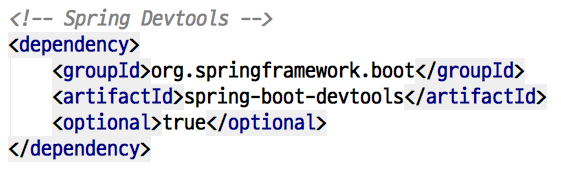 <!-- Spring Devtools -->
<dependency>
    <groupId>org.springframework.boot</groupId>
    <artifactId>spring-boot-devtools</artifactId>
    <optional>true</optional>
</dependency>